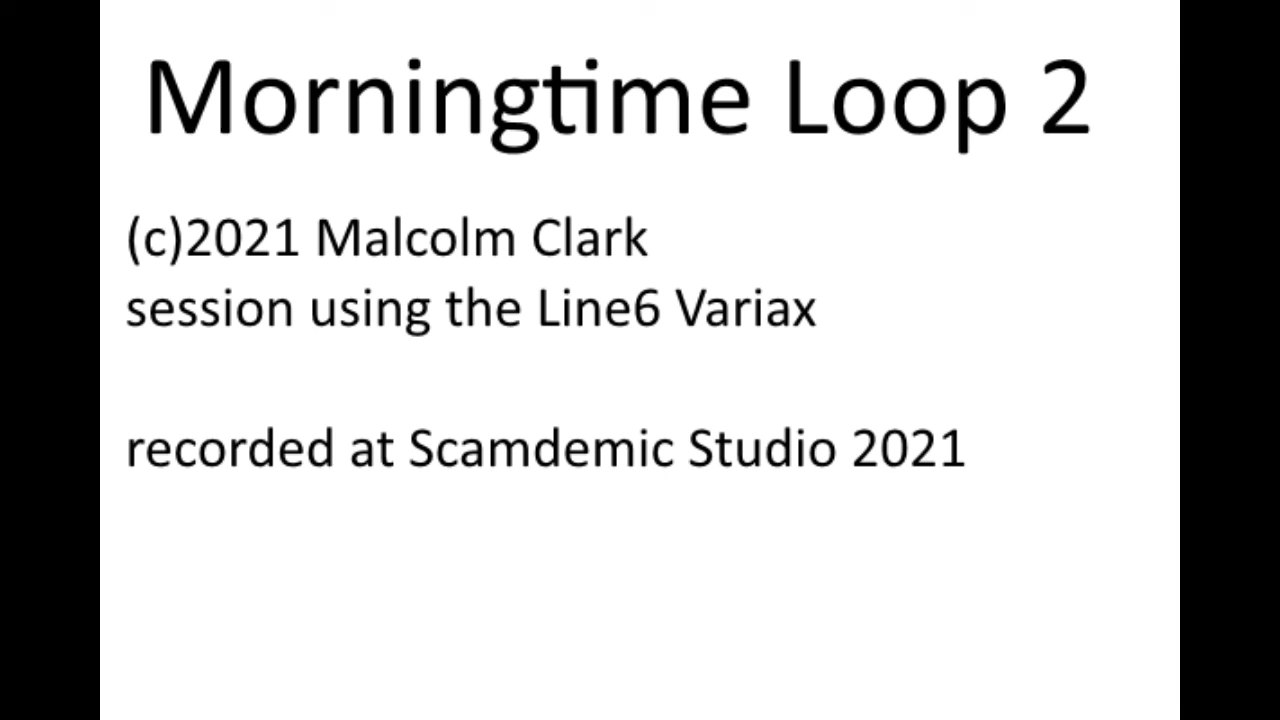 Morningtime Loop 2
(c)2021 Malcolm Clark
session using the Line6 Variax
recorded at Scamdemic Studio 2021